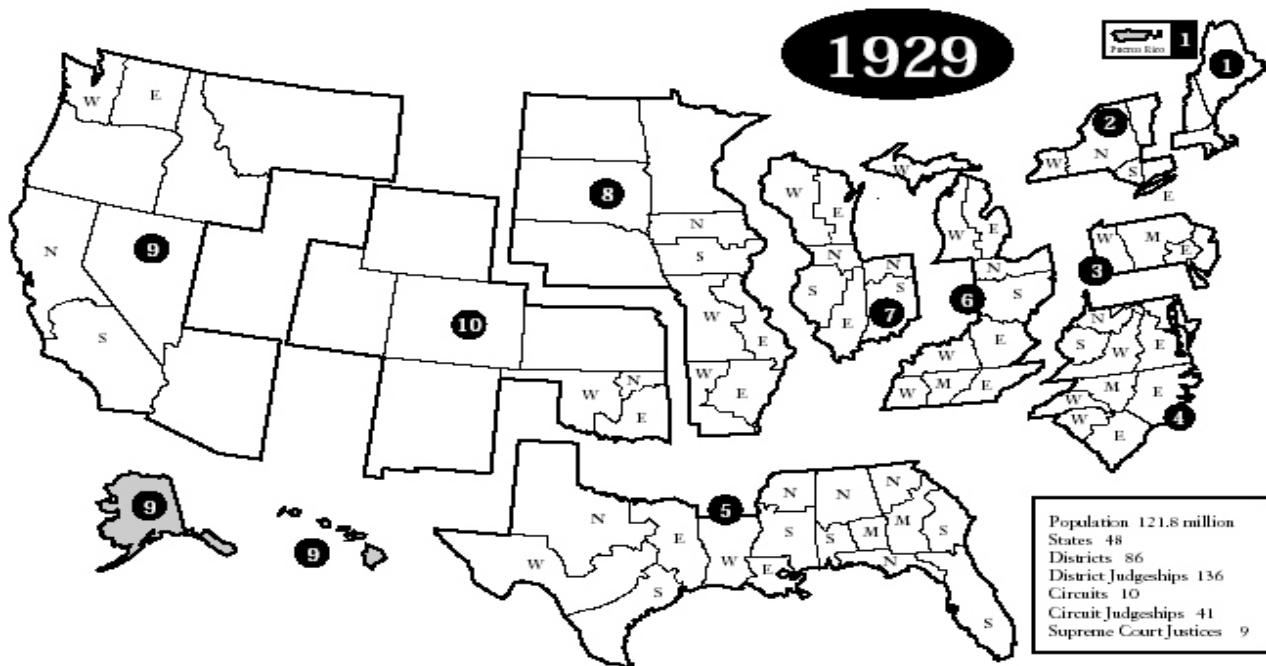 1929
Puerto Rico 1
1
2
W
N
S
E
W
E
8
W
E
W
W
E
N
S
N
9
N
S
W
M
E
3
N
N
S
S
E
7
6
N
S
W
E
S
10
W
E
W
E
W
M
E
N
S
W
E
M
E
W
W
E
4
W
N
E
W
E
9
9
5
N
W
E
S
W
E
N
S
N
S
M
N
M
S
N
S
Population 121.8 million
States 48
Districts 86
District Judgeships 136
Circuits 10
Circuit Judgeships 41
Supreme Court Justices 9